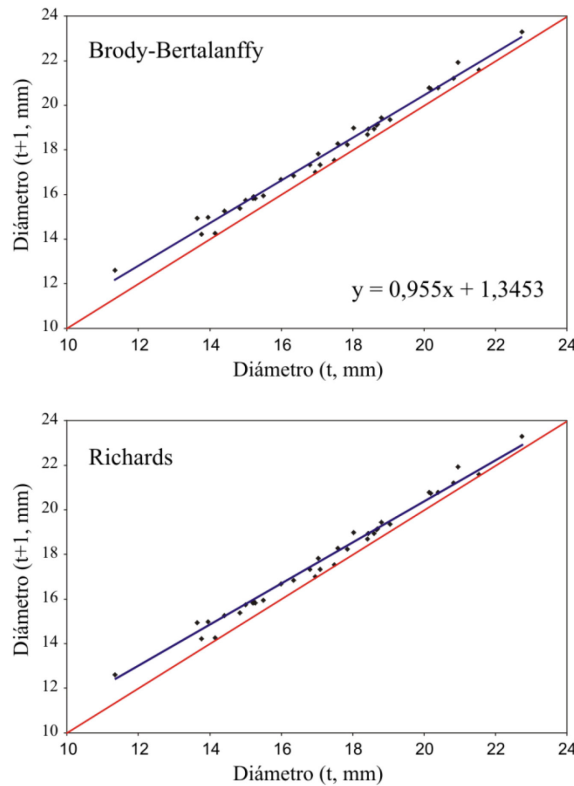 24
Brody-Bertalanffy
22
20
18
16
14
12
10
Diámetro (t+1, mm)
y = 0,955x + 1,3453
10 12 14 16 18 20 22 24
Diámetro (t, mm)
24
Richards
22
20
18
16
14
12
10
Diámetro (t+1, mm)
10 12 14 16 18 20 22 24
Diámetro (t, mm)